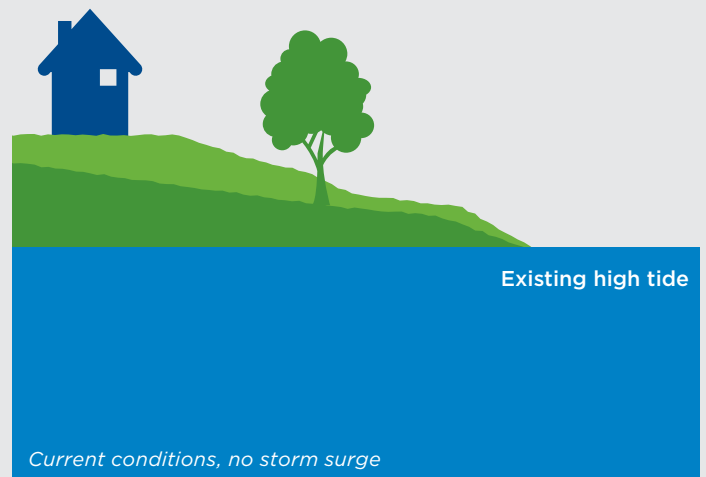 Existing high tide
Current conditions, no storm surge